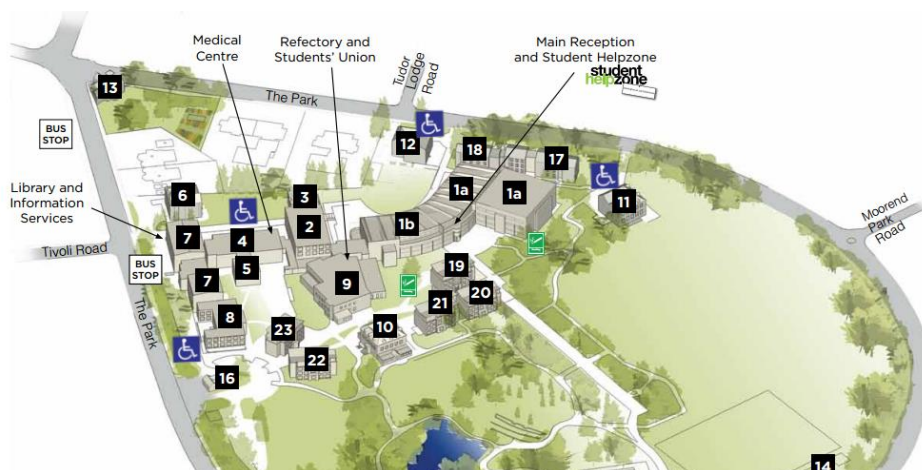 Medical
Centre
Refectory and
Students' Union
Main Reception
and Student Helpzone
student
helpzone
Tudor
Lodge
Road
13
The Park
BUS
STOP
12
18
17
Library and
Information
Services
6
3
1a
1a
11
Moorend
Park
Road
7
4
2
1b
Tivoli Road
BUS
STOP
5
7
9
19
20
21
The Park
8
23
10
22
16
14